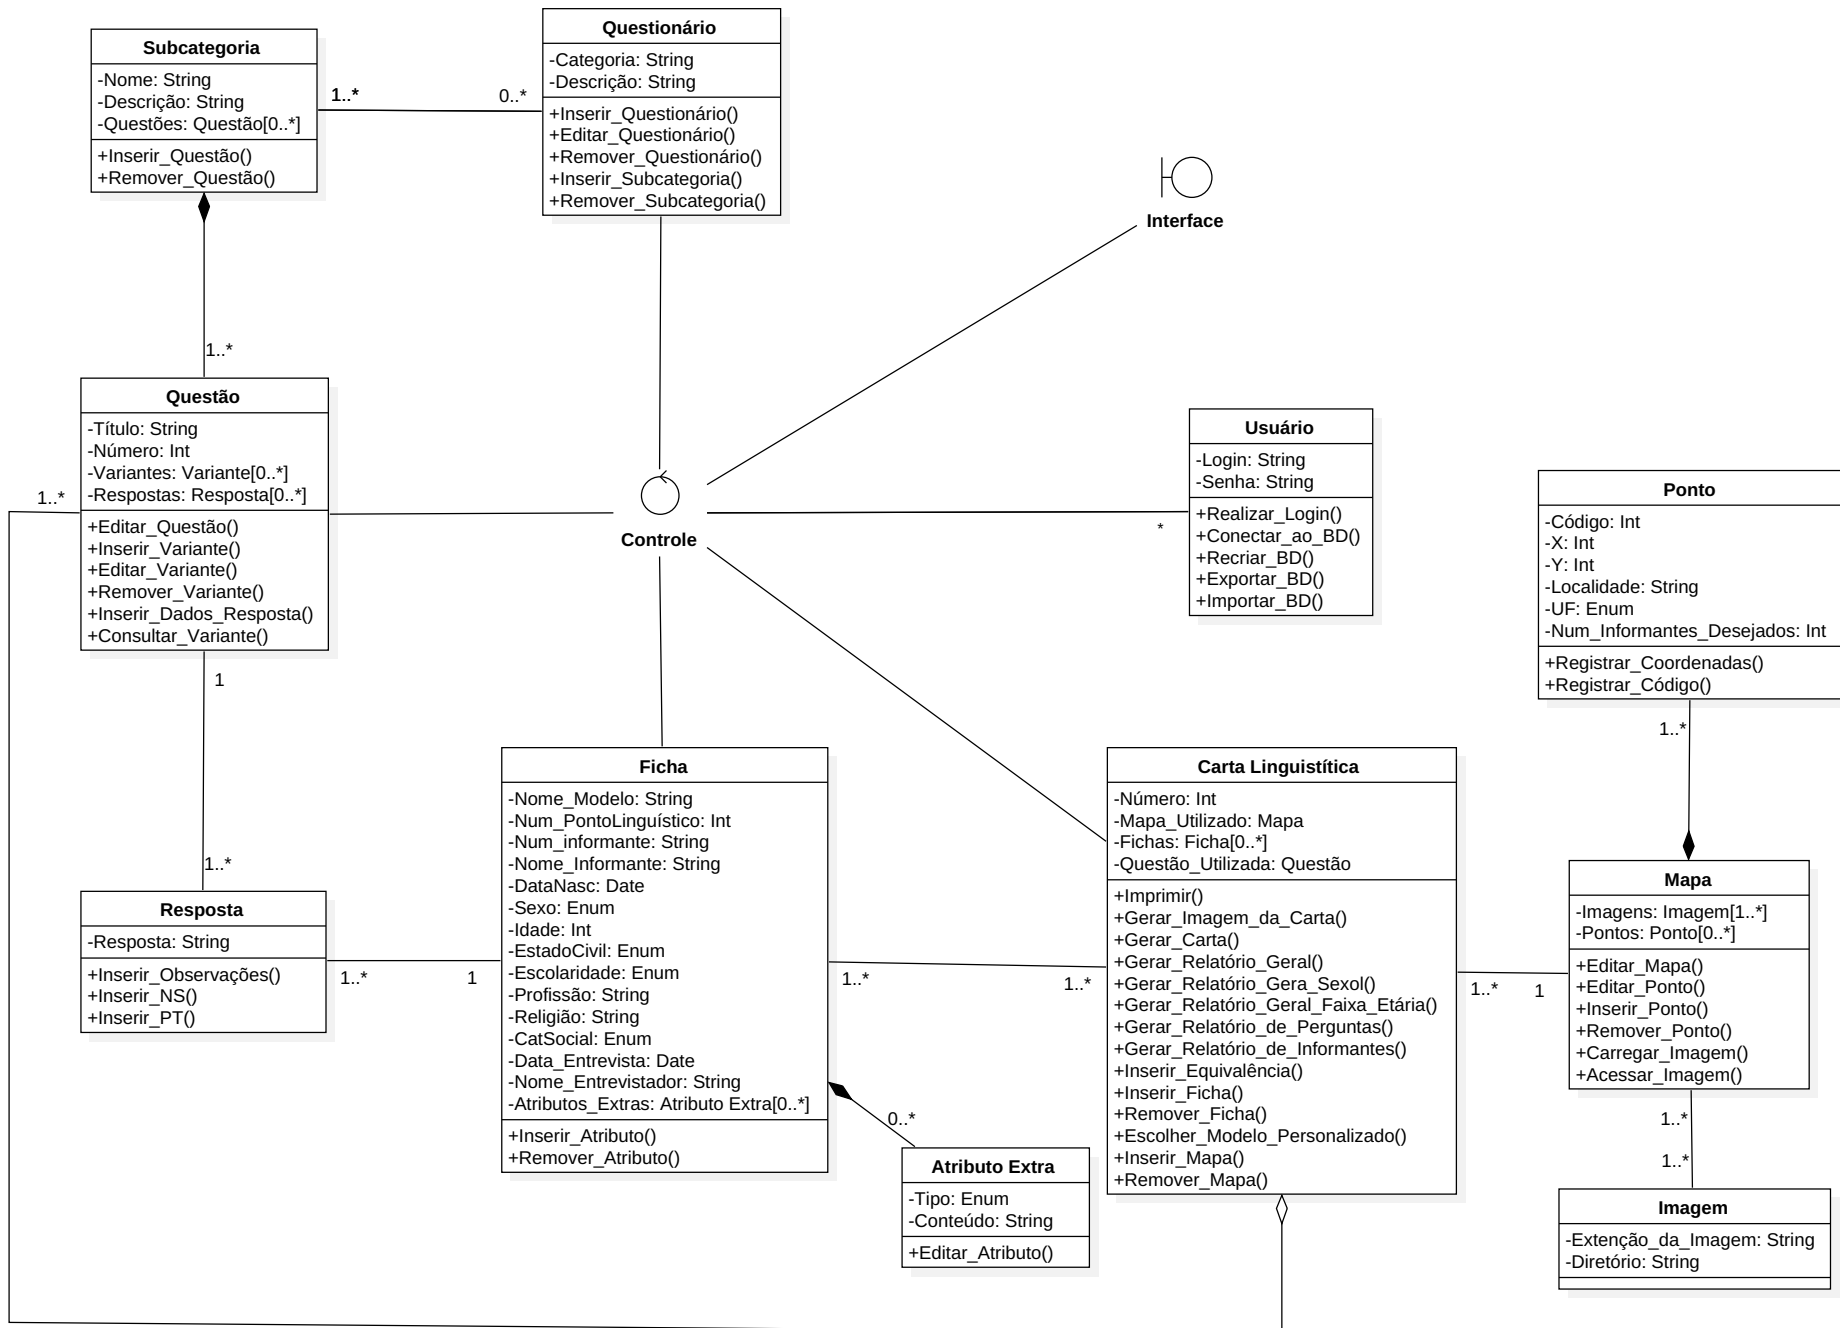 Subcategoria
-Nome: String
-Descrição: String
-Questões: Questão[0..*]
+Inserir_Questão()
+Remover_Questão()
1..*
0..*
Questionário
-Categoria: String
-Descrição: String
+Inserir_Questionário()
+Editar_Questionário()
+Remover_Questionário()
+Inserir_Subcategoria()
+Remover_Subcategoria()
Interface
1..*
Questão
-Título: String
-Número: Int
-Variantes: Variante[0..*]
-Respostas: Resposta[0..*]
+Editar_Questão()
+Inserir_Variante()
+Editar_Variante()
+Remover_Variante()
+Inserir_Dados_Resposta()
+Consultar_Variante()
1..*
Controle
*
Usuário
-Login: String
-Senha: String
+Realizar_Login()
+Conectar_ao_BD()
+Recriar_BD()
+Exportar_BD()
+Importar_BD()
Ponto
-Código: Int
-X: Int
-Y: Int
-Localidade: String
-UF: Enum
-Num_Informantes_Desejados: Int
+Registrar_Coordenadas()
+Registrar_Código()
1
1..*
1..*
Resposta
-Resposta: String
+Inserir_Observações()
+Inserir_NS()
+Inserir_PT()
1..*
1
Ficha
-Nome_Modelo: String
-Num_PontoLinguístico: Int
-Num_informante: String
-Nome_Informante: String
-DataNasc: Date
-Sexo: Enum
-Idade: Int
-EstadoCivil: Enum
-Escolaridade: Enum
-Profissão: String
-Religião: String
-CatSocial: Enum
-Data_Entrevista: Date
-Nome_Entrevistador: String
-Atributos_Extras: Atributo Extra[0..*]
+Inserir_Atributo()
+Remover_Atributo()
1..*
1..*
0..*
Atributo Extra
-Tipo: Enum
-Conteúdo: String
+Editar_Atributo()
Carta Linguistítica
-Número: Int
-Mapa_Utilizado: Mapa
-Fichas: Ficha[0..*]
-Questão_Utilizada: Questão
+Imprimir()
+Gerar_Imagem_da_Carta()
+Gerar_Carta()
+Gerar_Relatório_Geral()
+Gerar_Relatório_Gera_Sexol()
+Gerar_Relatório_Geral_Faixa_Etária()
+Gerar_Relatório_de_Perguntas()
+Gerar_Relatório_de_Informantes()
+Inserir_Equivalência()
+Inserir_Ficha()
+Remover_Ficha()
+Escolher_Modelo_Personalizado()
+Inserir_Mapa()
+Remover_Mapa()
1..*
1
Mapa
-Imagens: Imagem[1..*]
-Pontos: Ponto[0..*]
+Editar_Mapa()
+Editar_Ponto()
+Inserir_Ponto()
+Remover_Ponto()
+Carregar_Imagem()
+Acessar_Imagem()
1..*
1..*
Imagem
-Extenção_da_Imagem: String
-Diretório: String